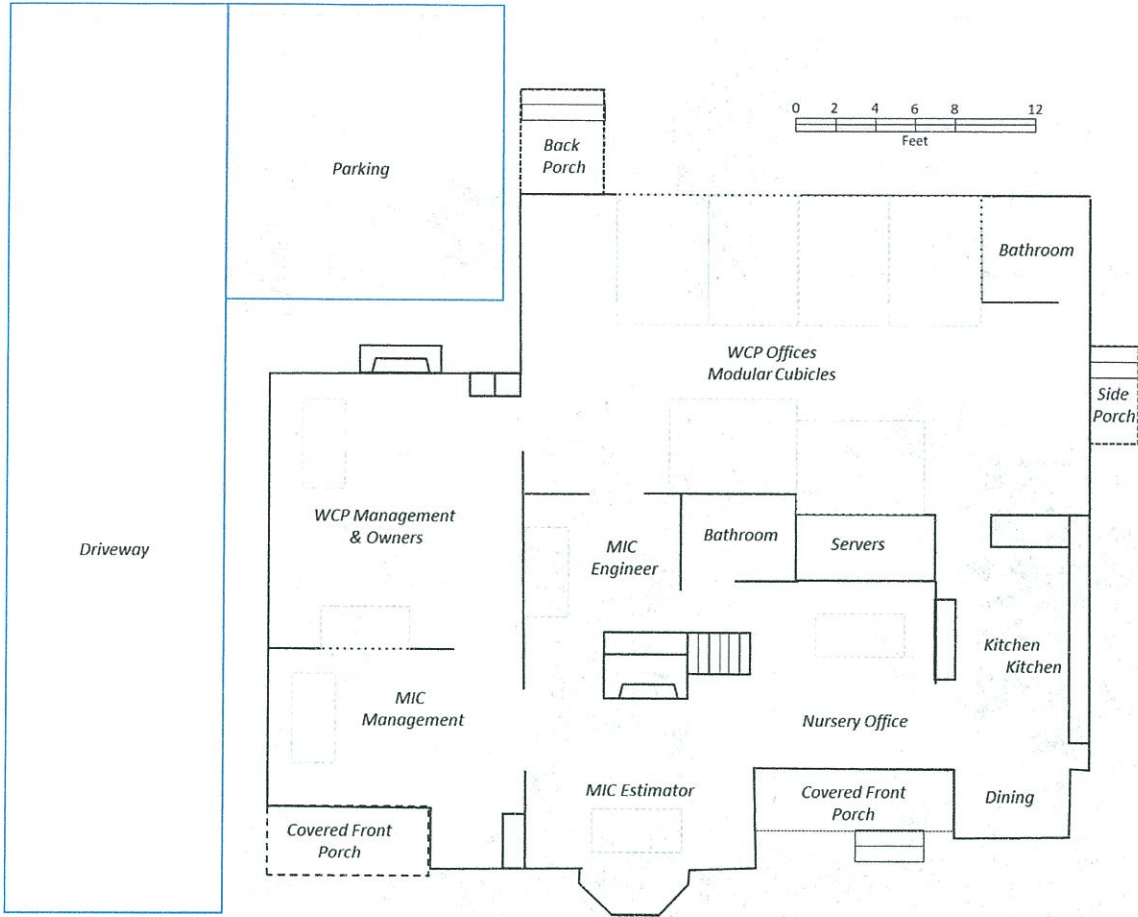 0 2 4 6 8 12
Feet
Back
Porch
Parking
Bathroom
WCP Offices
Modular Cubicles
Side
Porch
WCP Management
& Owners
Driveway
MIC
Engineer
Bathroom
Servers
Kitchen
Kitchen
MIC
Management
Nursery Office
MIC Estimator
Covered Front
Porch
Dining
Covered Front
Porch